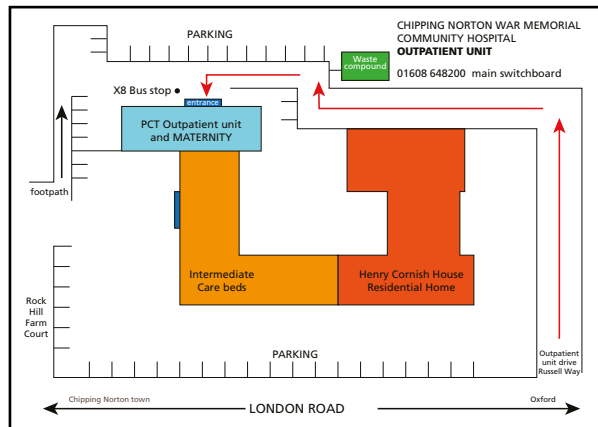 CHIPPING NORTON WAR MEMORIAL
COMMUNITY HOSPITAL
OUTPATIENT UNIT
01608 648200 main switchboard
PARKING
Waste
compound
X8 Bus stop
entrance
PCT Outpatient unit
and MATERNITY
footpath
Intermediate
Care beds
Henry Cornish House
Residential Home
Rock
Hill
Farm
Court
PARKING
Outpatient
unit drive
Russell Way
Chipping Norton town
LONDON ROAD
Oxford